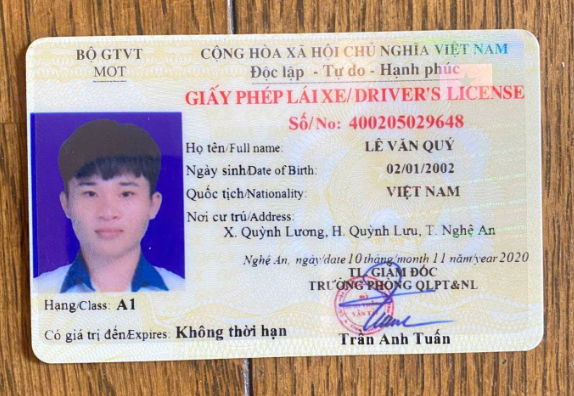 BỘ GTVT
MOT
CỘNG HÒA XÃ HỘI CHỦ NGHĨA VIỆT NAM
Độc lập - Tự do - Hạnh phúc
GIẤY PHÉP LÁI XE/DRIVER'S LICENSE
Số/No: 400205029648
Họ tên/Full name: LÊ VĂN QUÝ
Ngày sinh/Date of Birth: 02/01/2002
Quốc tịch/Nationality: VIỆT NAM
Nơi cư trú/Address:
X. Quỳnh Lương, H. Quỳnh Lưu, T. Nghệ An
Nghệ An, ngày/date 10 tháng/month 11 năm/year 2020
TL. GIÁM ĐỐC
TRƯỞNG PHÒNG QLPT&NL
Hạng/Class: A1
Có giá trị đến/Expires: Không thời hạn
Trần Anh Tuấn